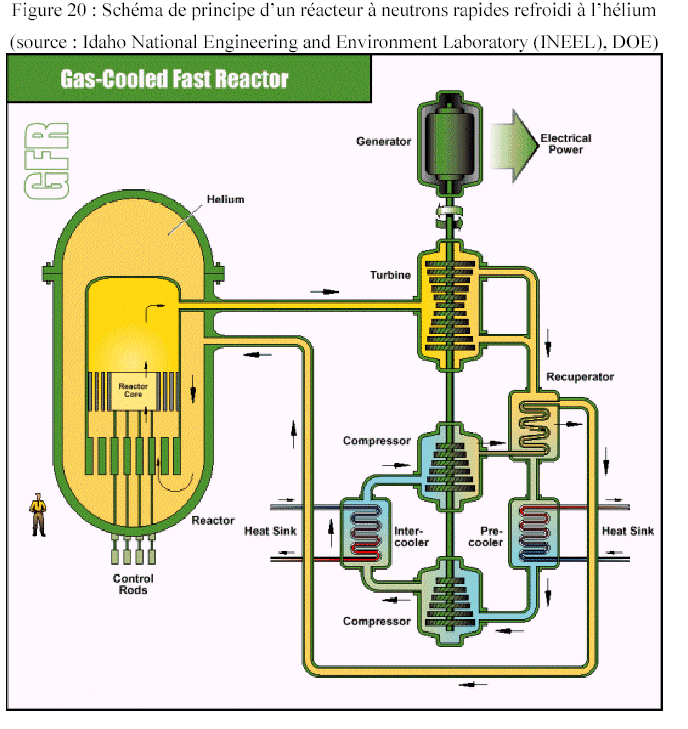 Figure 20 : Schéma de principe d’un réacteur à neutrons rapides refroidi à l’hélium
(source : Idaho National Engineering and Environment Laboratory (INEEL), DOE)
Gas-Cooled Fast Reactor
GFR
Generator
Electrical
Power
Helium
Turbine
Recuperator
Reactor
Core
Compressor
Reactor
Heat Sink
Inter-
cooler
Pre-
cooler
Heat Sink
Control
Rods
Compressor